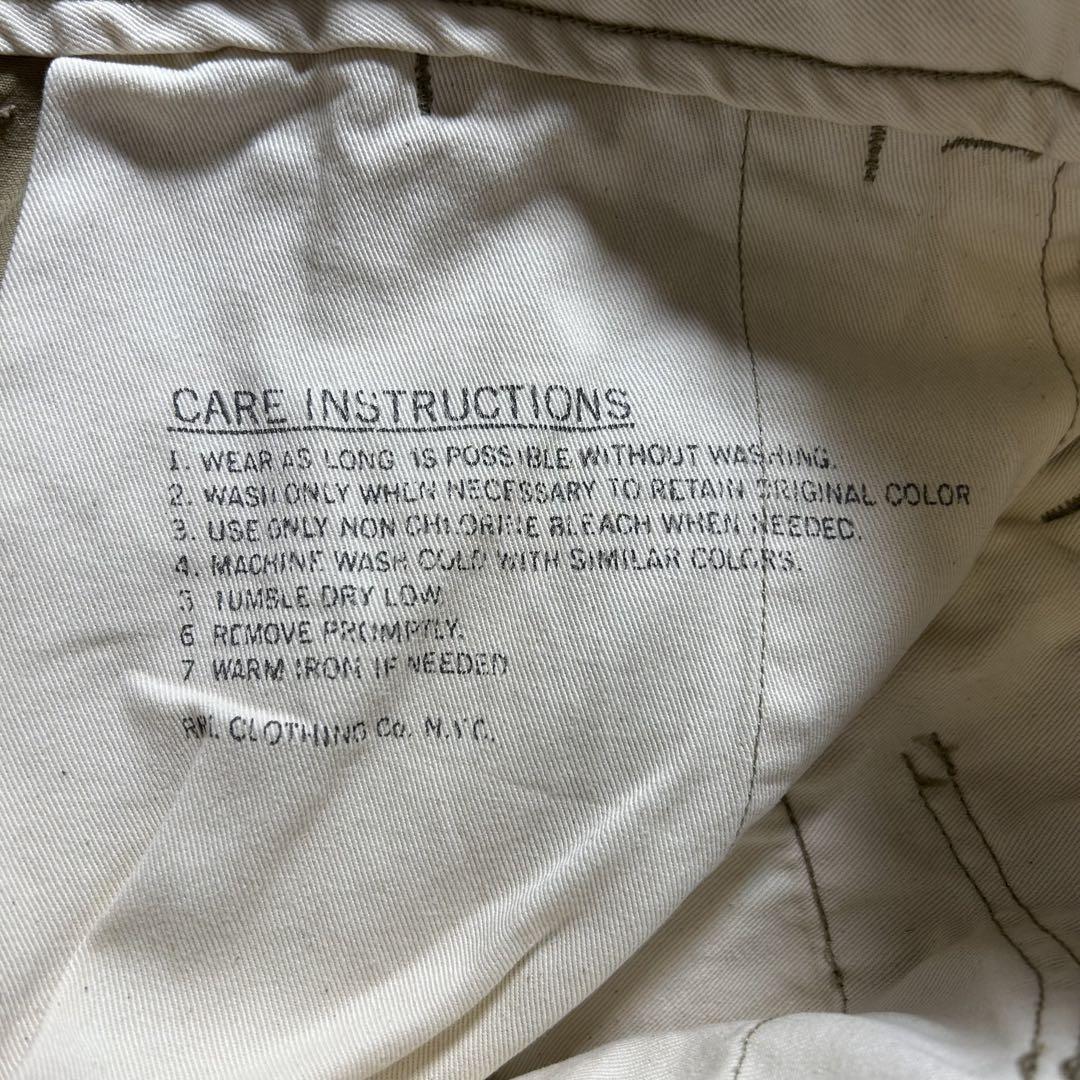 CARE INSTRUCTIONS
1. WEAR AS LONG AS POSSIBLE WITHOUT WASHING.
2. WASH ONLY WHEN NECESSARY TO RETAIN ORIGINAL COLOR
3. USE ONLY NON CHLORINE BLEACH WHEN NEEDED.
4. MACHINE WASH COLD WITH SIMILAR COLORS.
5 TUMBLE DRY LOW
6 REMOVE PROMPTLY.
7 WARM IRON IF NEEDED
RRL CLOTHING Co. N.Y.C.